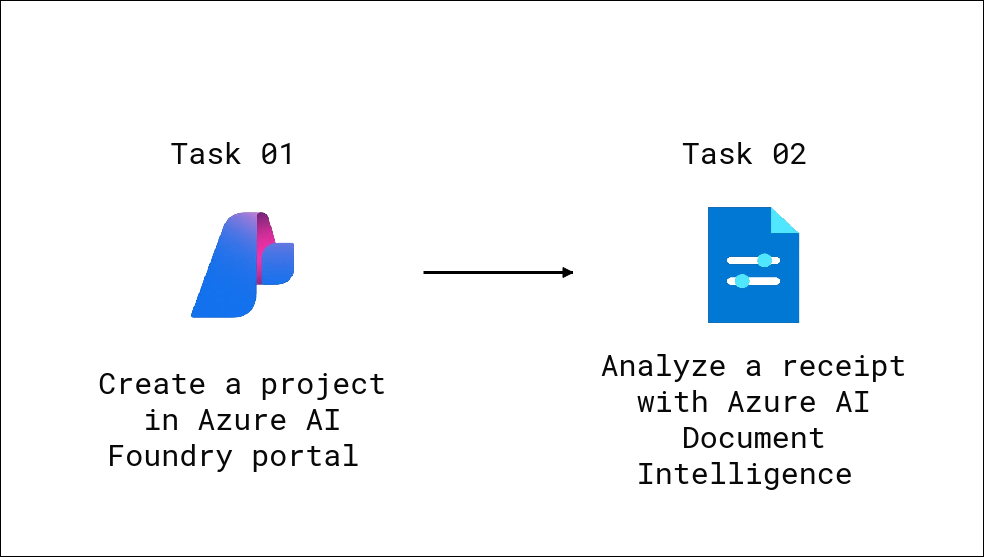 Task 01
Create a project
in Azure AI
Foundry portal
Task 02
Analyze a receipt
with Azure AI
Document
Intelligence